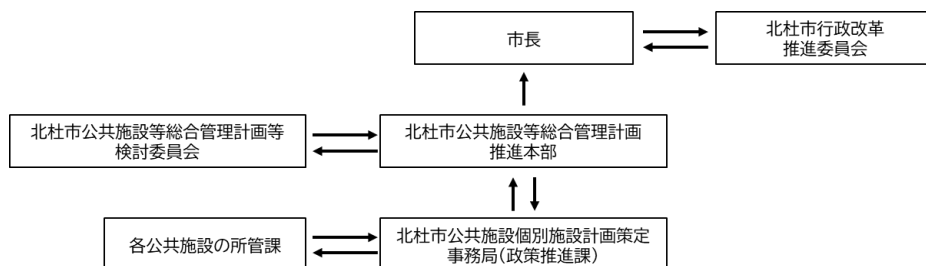 市長
北杜市行政改革
推進委員会
北杜市公共施設等総合管理計画等
検討委員会
北杜市公共施設等総合管理計画
推進本部
各公共施設の所管課
北杜市公共施設個別施設計画策定
事務局(政策推進課)